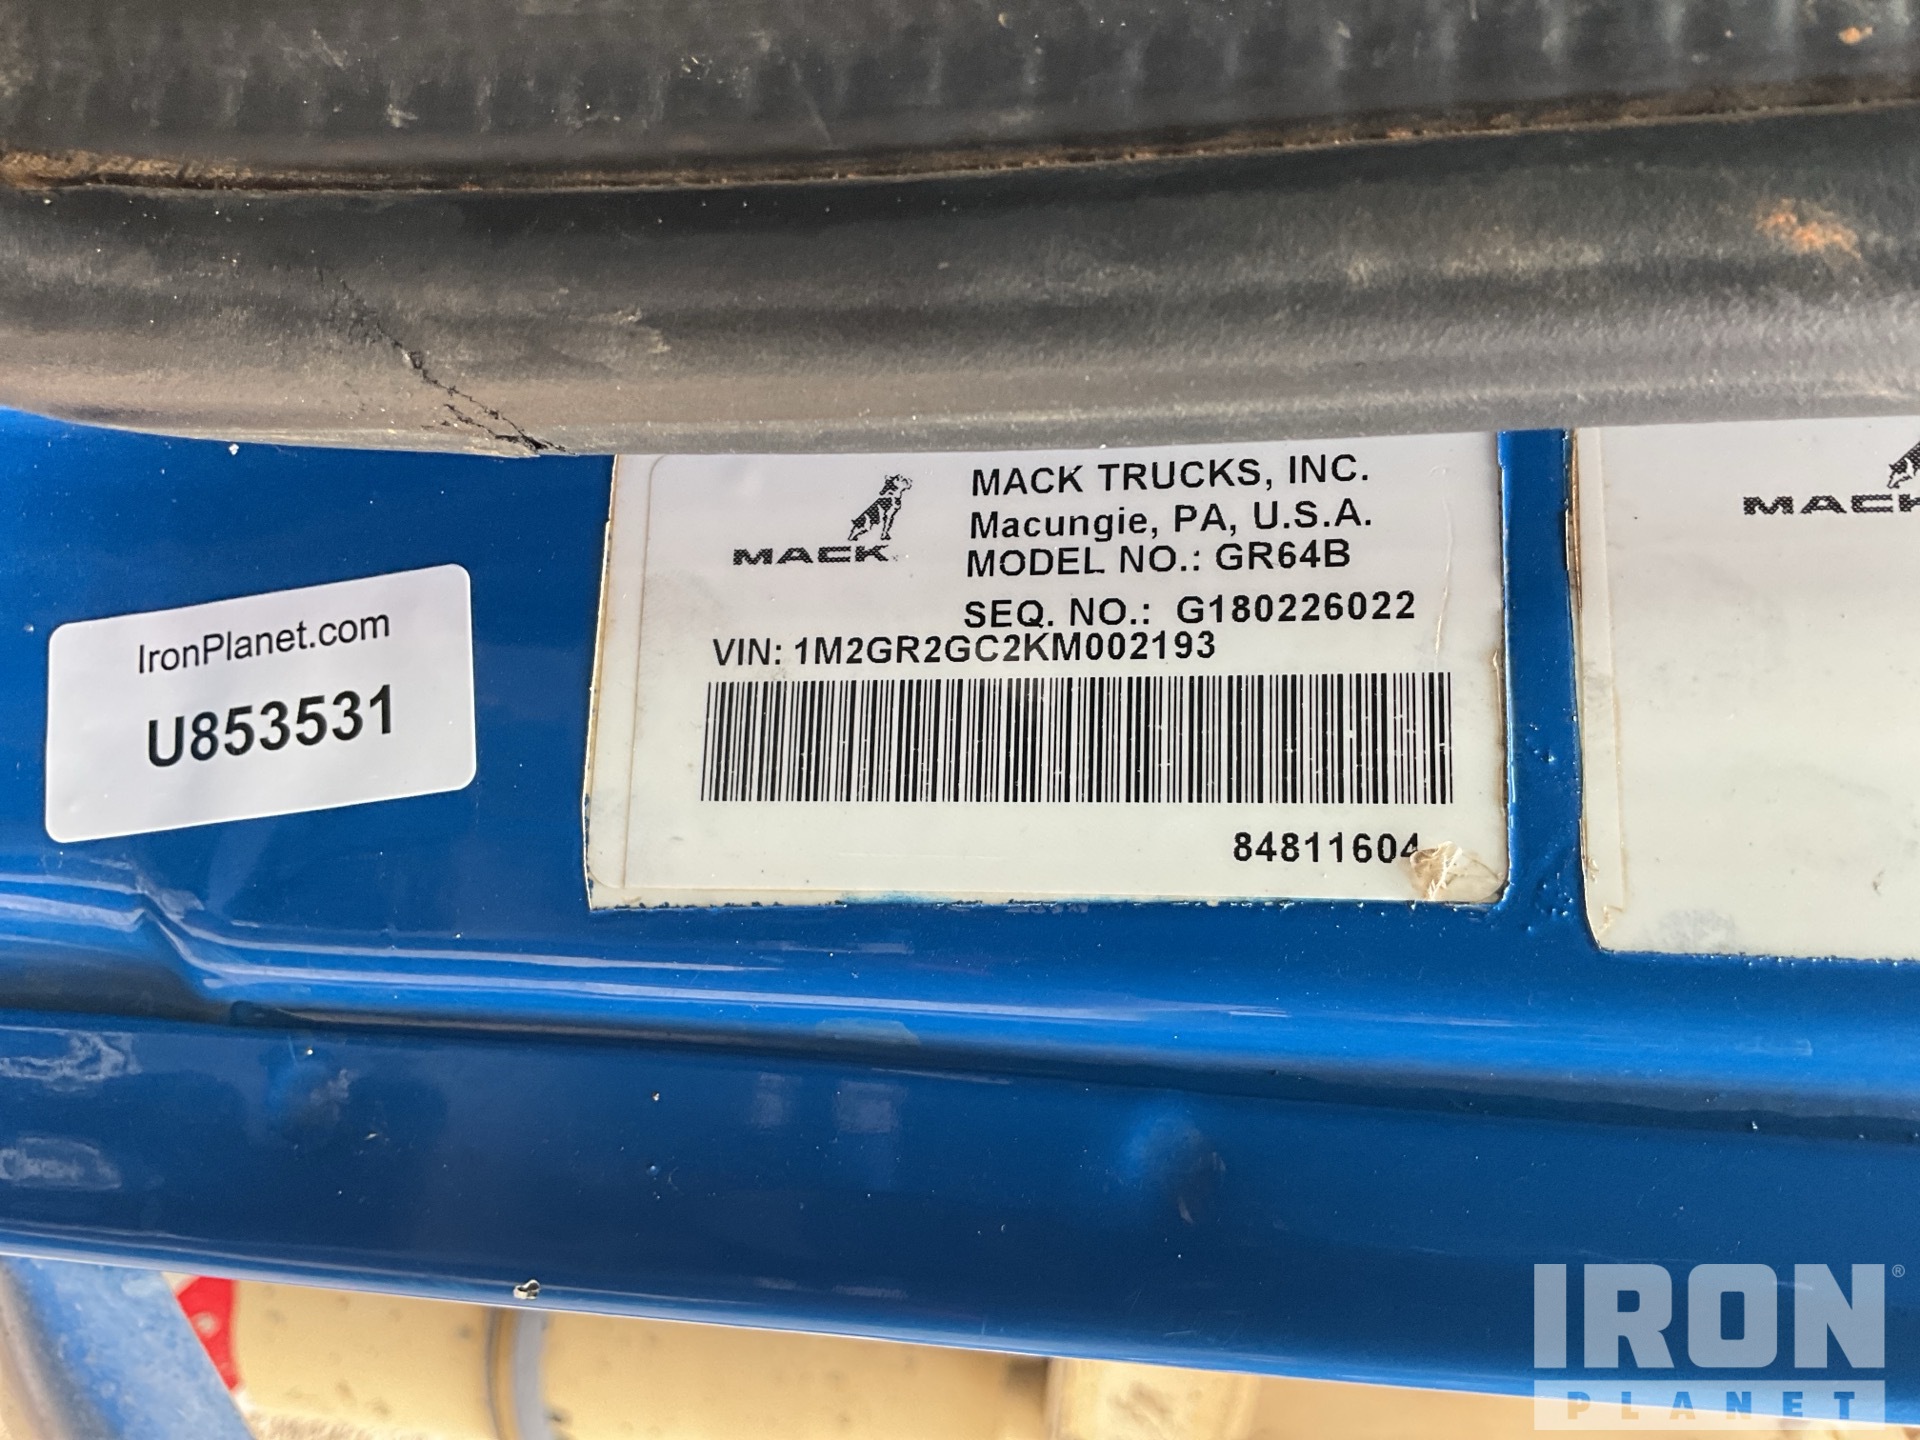 MACK
MACK TRUCKS, INC.
Macungie, PA, U.S.A.
MODEL NO.: GR64B
SEQ. NO.: G180226022
VIN: 1M2GR2GC2KM002193
84811604
IronPlanet.com
U853531
MACK
IRON®
PLANET